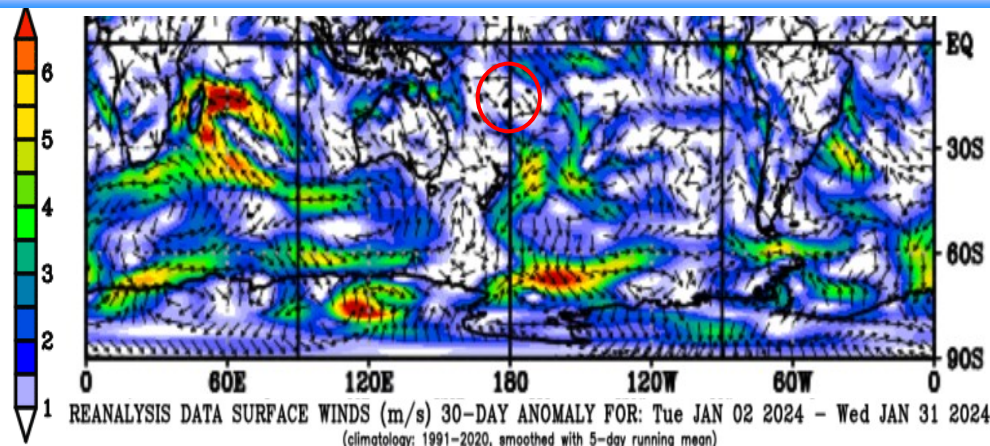 6
5
4
3
2
1
EQ
30S
60S
90S
0 60E 120E 180 120W 60W 0
REANALYSIS DATA SURFACE WINDS (m/s) 30-DAY ANOMALY FOR: Tue JAN 02 2024 - Wed JAN 31 2024
(climatology: 1991-2020, smoothed with 5-day running mean)